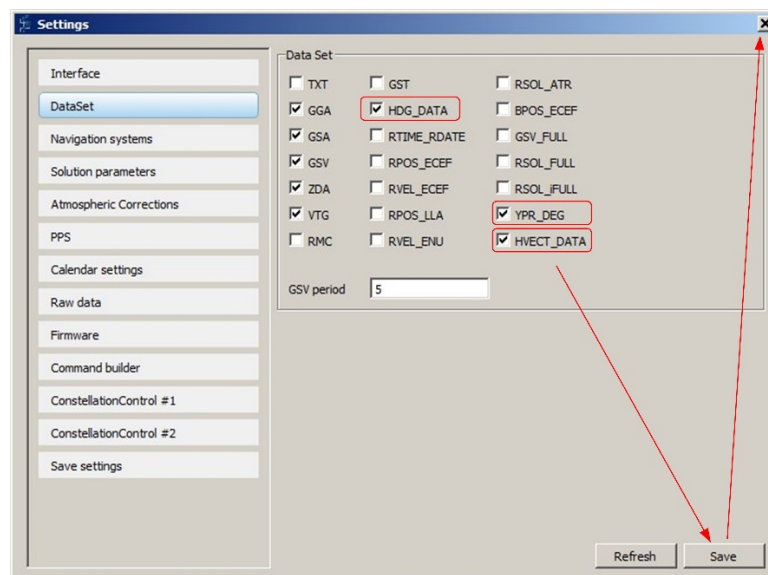 Settings
Interface
DataSet
Navigation systems
Solution parameters
Atmospheric Corrections
PPS
Calendar settings
Raw data
Firmware
Command builder
ConstellationControl #1
ConstellationControl #2
Save settings
Data Set
TXT GST RSOL_ATR
GGA HDG_DATA BPOS_ECEF
GSA RTIME_RDATE GSV_FULL
GSV RPOS_ECEF RSOL_FULL
ZDA RVEL_ECEF RSOL_iFULL
VTG RPOS_LLA YPR_DEG
RMC RVEL_ENU HVECT_DATA
GSV period 5
Refresh Save